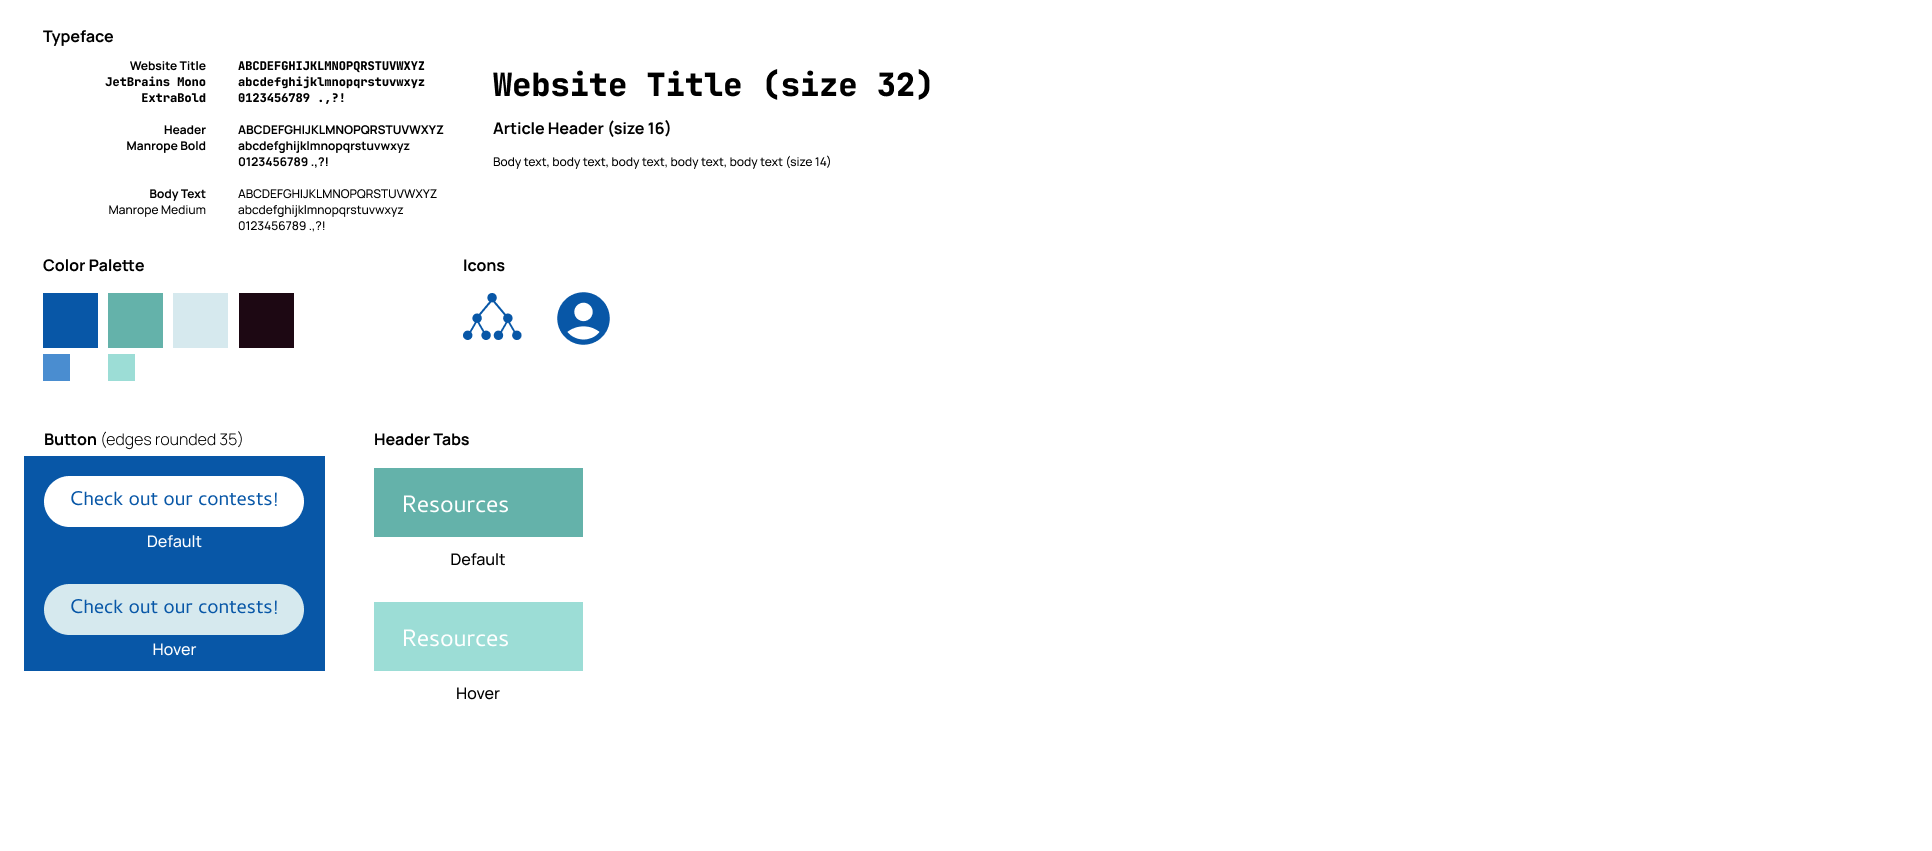 Typeface
Website Title
JetBrains Mono
ExtraBold
ABCDEFGHIJKLMNOPQRSTUVWXYZ
abcdefghijklmnopqrstuvwxyz
0123456789 .,?!
Header
Manrope Bold
ABCDEFGHIJKLMNOPQRSTUVWXYZ
abcdefghijklmnopqrstuvwxyz
0123456789 .,?!
Body Text
Manrope Medium
ABCDEFGHIJKLMNOPQRSTUVWXYZ
abcdefghijklmnopqrstuvwxyz
0123456789 .,?!
Website Title (size 32)
Article Header (size 16)
Body text, body text, body text, body text, body text (size 14)
Color Palette
Icons
Button (edges rounded 35)
Check out our contests!
Default
Check out our contests!
Hover
Header Tabs
Resources
Default
Resources
Hover